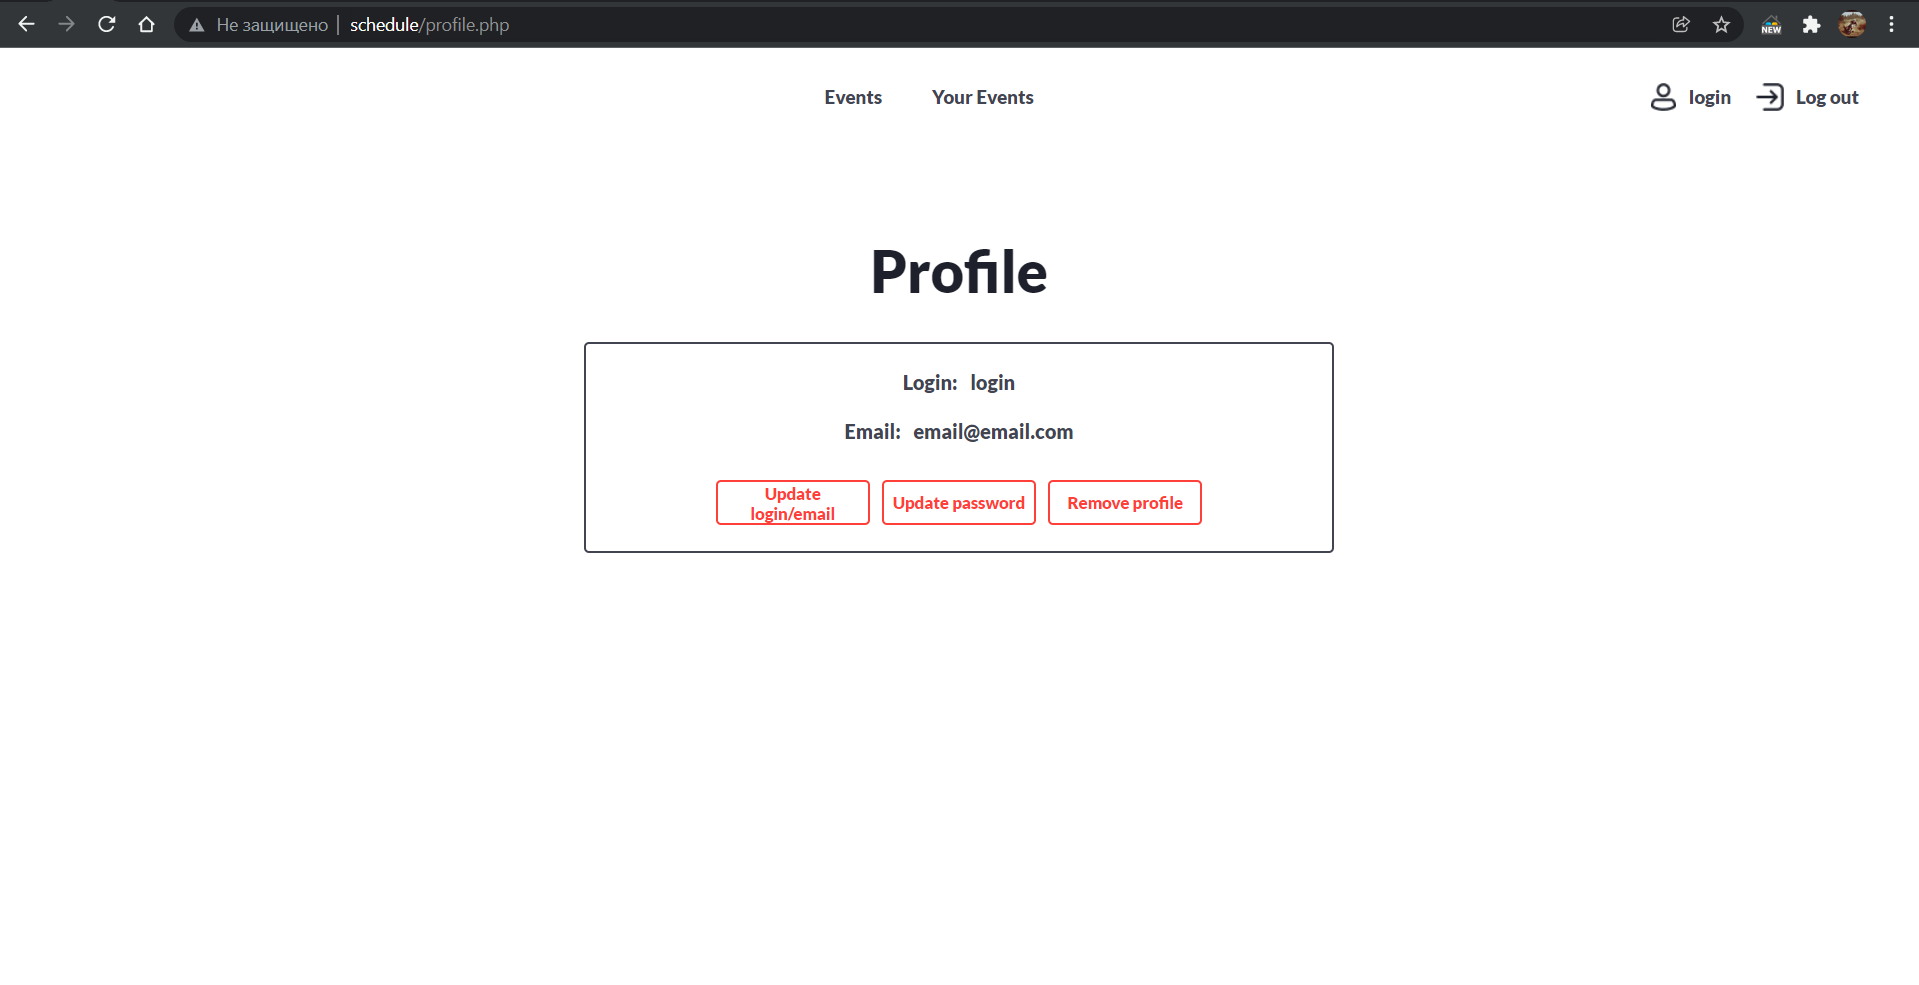 Не защищено | schedule/profile.php
NEW
Events Your Events login Log out
Profile
Login: login
Email: email@email.com
Update login/email
Update password
Remove profile